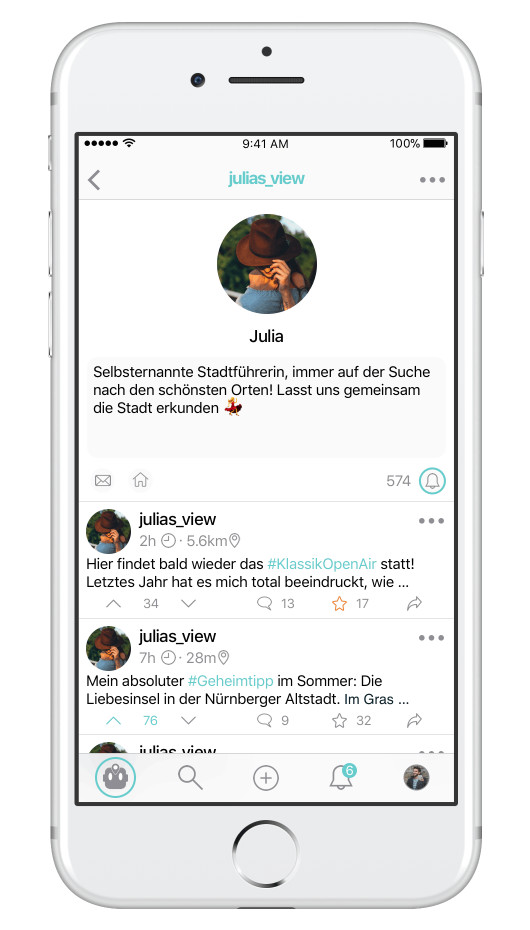 9:41 AM 100%
julias_view
Julia
Selbsternannte Stadtführerin, immer auf der Suche
nach den schönsten Orten! Lasst uns gemeinsam
die Stadt erkunden 💃
574
julias_view
2h · 5.6km
Hier findet bald wieder das #KlassikOpenAir statt!
Letztes Jahr hat es mich total beeindruckt, wie ...
34 13 17
julias_view
7h · 28m
Mein absoluter #Geheimtipp im Sommer: Die
Liebesinsel in der Nürnberger Altstadt. Im Gras ...
76 9 32
julias_view
6